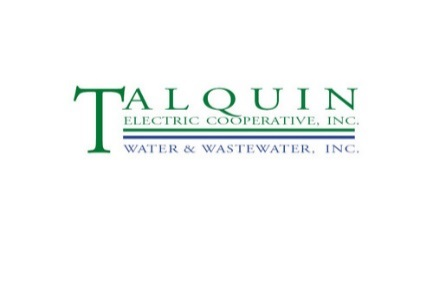 TALQUIN
ELECTRIC COOPERATIVE, INC.
WATER & WASTEWATER, INC.